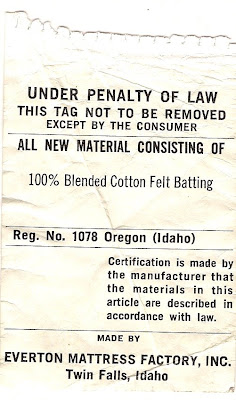 UNDER PENALTY OF LAW
THIS TAG NOT TO BE REMOVED
EXCEPT BY THE CONSUMER
ALL NEW MATERIAL CONSISTING OF
100% Blended Cotton Felt Batting
Reg. No. 1078 Oregon (Idaho)
Certification is made by
the manufacturer that
the materials in this
article are described in
accordance with law.
MADE BY
EVERTON MATTRESS FACTORY, INC.
Twin Falls, Idaho